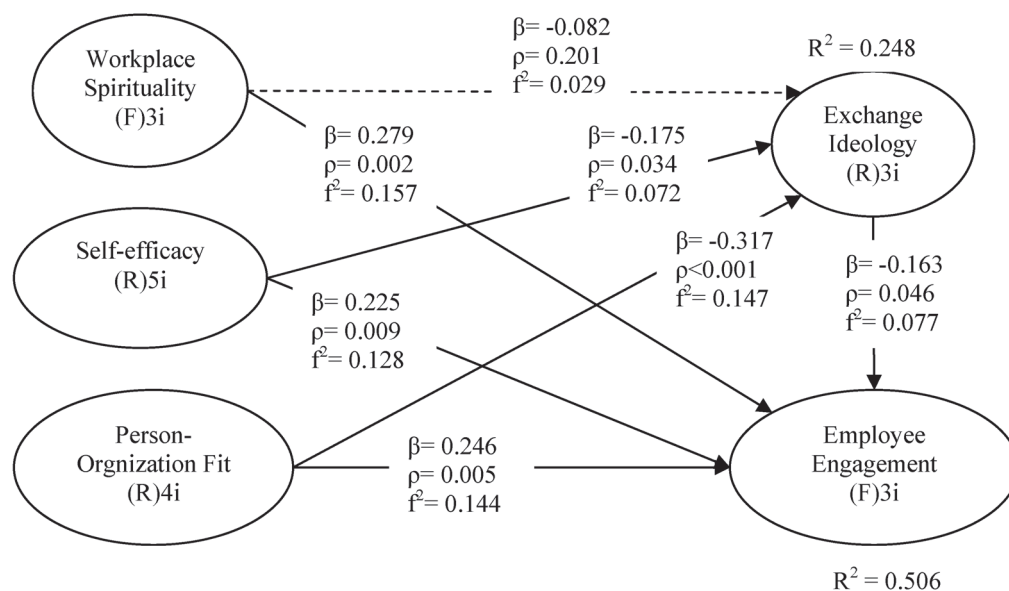 Workplace
Spirituality
(F)3i
β= -0.082
ρ= 0.201
f²= 0.029
R² = 0.248
Exchange
Ideology
(R)3i
β= 0.279
ρ= 0.002
f²= 0.157
β= -0.175
ρ= 0.034
f²= 0.072
Self-efficacy
(R)5i
β= -0.317
ρ<0.001
f²= 0.147
β= -0.163
ρ= 0.046
f²= 0.077
β= 0.225
ρ= 0.009
f²= 0.128
Person-
Orgnization Fit
(R)4i
β= 0.246
ρ= 0.005
f²= 0.144
Employee
Engagement
(F)3i
R² = 0.506